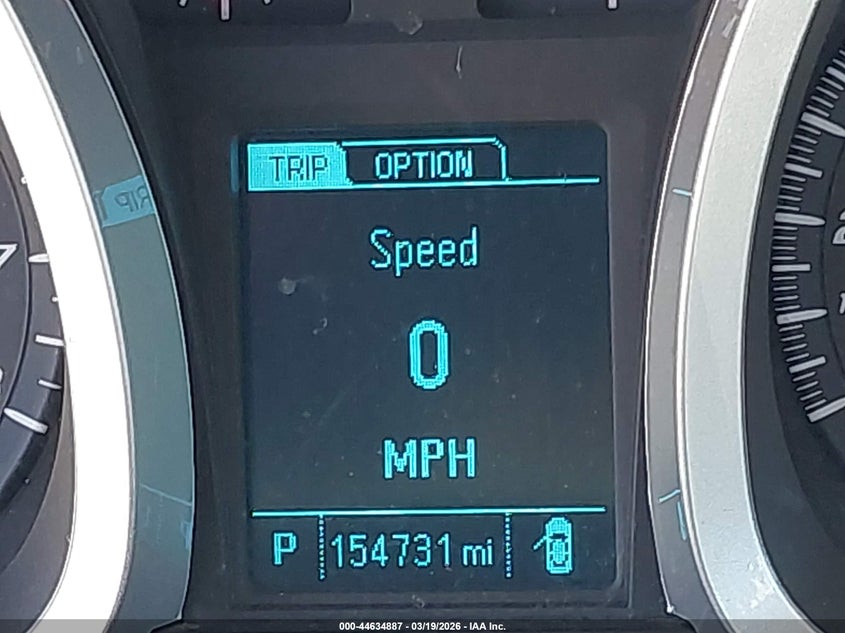 TRIP OPTION
Speed
0
MPH
P 154731 mi
000-44634887 - 03/19/2026 - IAA Inc.